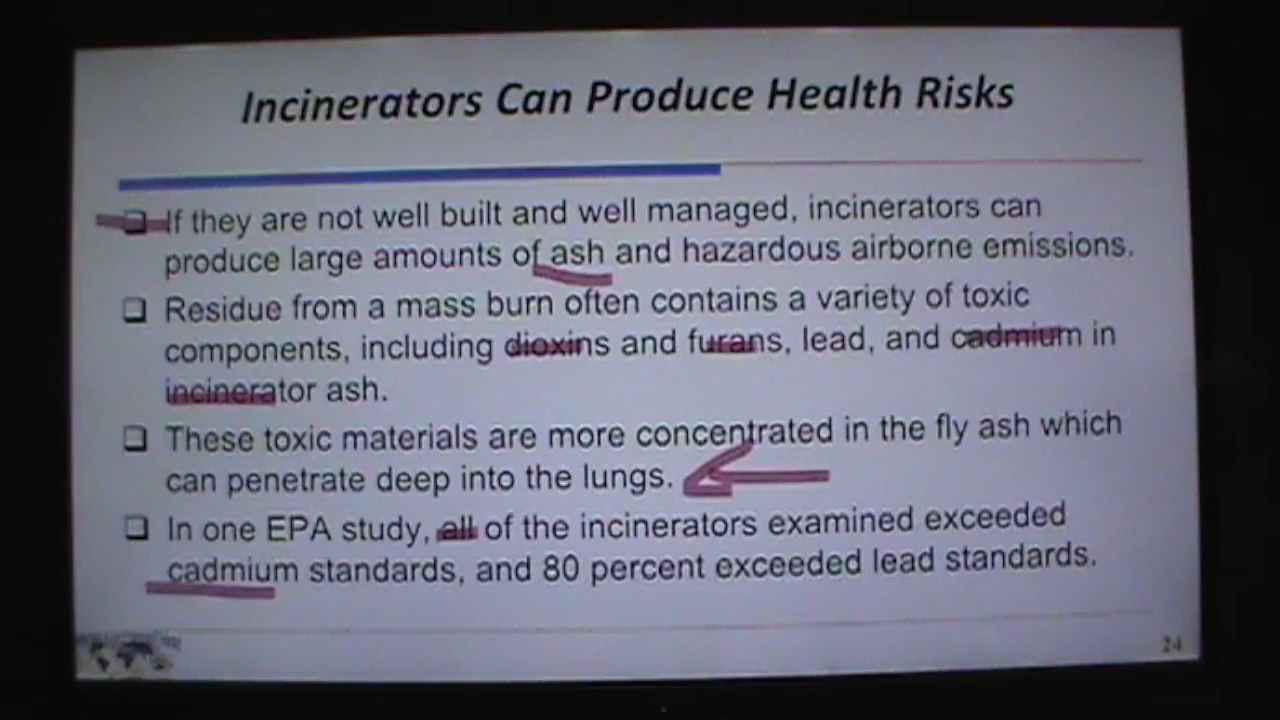 Incinerators Can Produce Health Risks
❑ If they are not well built and well managed, incinerators can
produce large amounts of ash and hazardous airborne emissions.
❑ Residue from a mass burn often contains a variety of toxic
components, including dioxins and furans, lead, and cadmium in
incinerator ash.
❑ These toxic materials are more concentrated in the fly ash which
can penetrate deep into the lungs.
❑ In one EPA study, all of the incinerators examined exceeded
cadmium standards, and 80 percent exceeded lead standards.
24